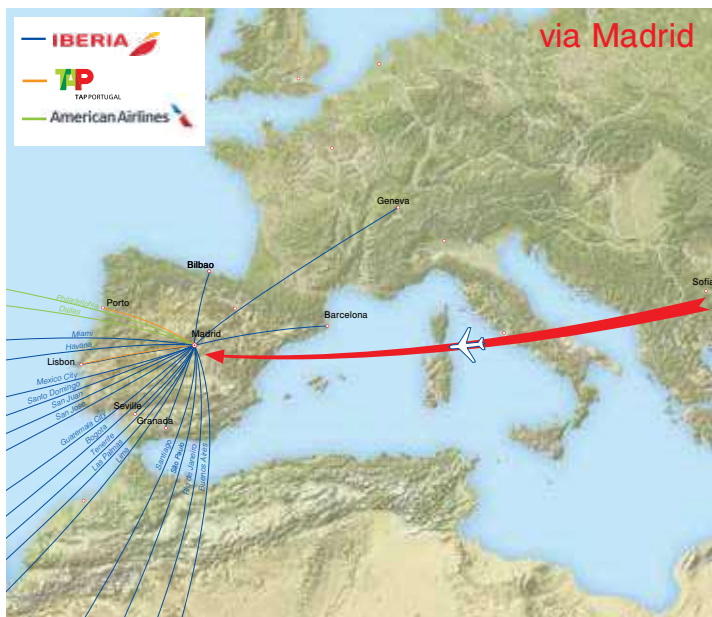 via Madrid
IBERIA
TAP
TAP PORTUGAL
American Airlines
Geneva
Bilbao
Sofia
Philadelphia
Porto
Dallas
Barcelona
Madrid
Miami
Havana
Lisbon
Mexico City
Santo Domingo
San Juan
San Jose
Seville
Granada
Guaremala City
Bogota
Tenerife
Las Palmas
Lima
Santiago
São Paulo
Rio de Janeiro
Buenos Aires